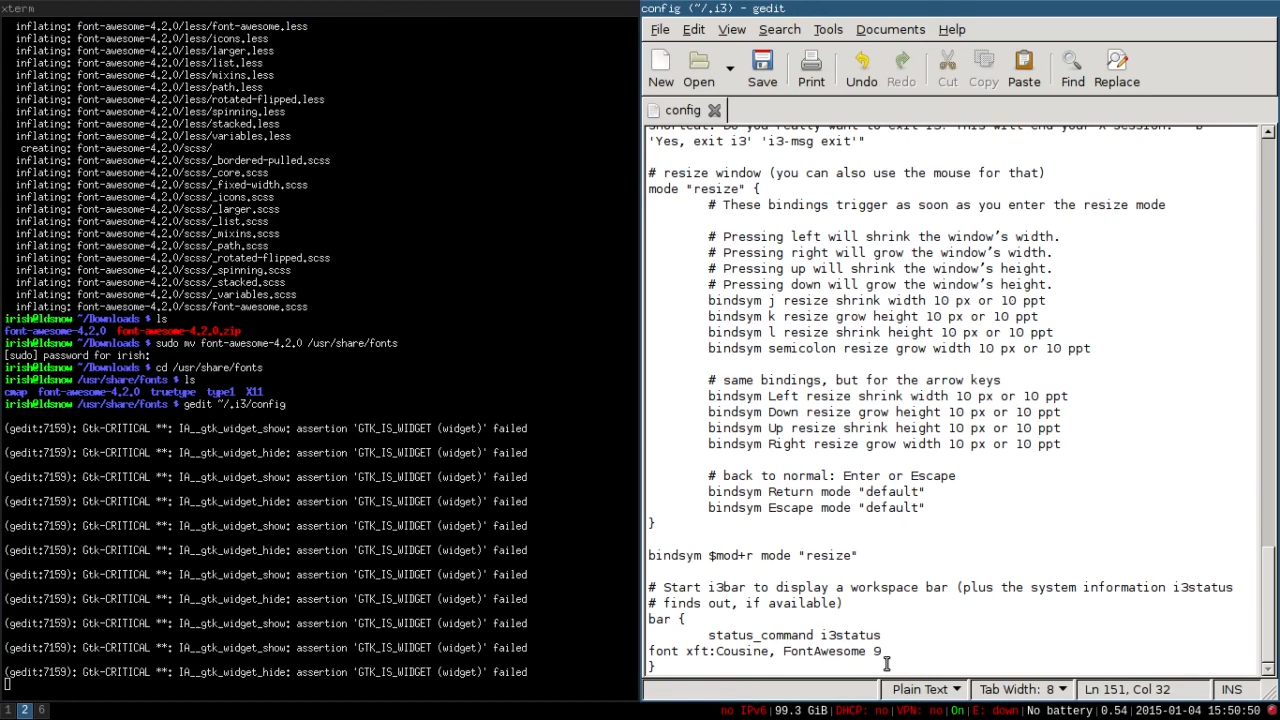 xterm
inflating: font-awesome-4.2.0/less/font-awesome.less
inflating: font-awesome-4.2.0/less/icons.less
inflating: font-awesome-4.2.0/less/larger.less
inflating: font-awesome-4.2.0/less/list.less
inflating: font-awesome-4.2.0/less/mixins.less
inflating: font-awesome-4.2.0/less/path.less
inflating: font-awesome-4.2.0/less/rotated-flipped.less
inflating: font-awesome-4.2.0/less/spinning.less
inflating: font-awesome-4.2.0/less/stacked.less
inflating: font-awesome-4.2.0/less/variables.less
creating: font-awesome-4.2.0/scss/
inflating: font-awesome-4.2.0/scss/_bordered-pulled.scss
inflating: font-awesome-4.2.0/scss/_core.scss
inflating: font-awesome-4.2.0/scss/_fixed-width.scss
inflating: font-awesome-4.2.0/scss/_icons.scss
inflating: font-awesome-4.2.0/scss/_larger.scss
inflating: font-awesome-4.2.0/scss/_list.scss
inflating: font-awesome-4.2.0/scss/_mixins.scss
inflating: font-awesome-4.2.0/scss/_path.scss
inflating: font-awesome-4.2.0/scss/_rotated-flipped.scss
inflating: font-awesome-4.2.0/scss/_spinning.scss
inflating: font-awesome-4.2.0/scss/_stacked.scss
inflating: font-awesome-4.2.0/scss/_variables.scss
inflating: font-awesome-4.2.0/scss/font-awesome.scss
irish@ldsnow ~/Downloads $ ls
font-awesome-4.2.0 font-awesome-4.2.0.zip
irish@ldsnow ~/Downloads $ sudo mv font-awesome-4.2.0 /usr/share/fonts
[sudo] password for irish:
irish@ldsnow ~/Downloads $ cd /usr/share/fonts
irish@ldsnow /usr/share/fonts $ ls
cmap font-awesome-4.2.0 truetype type1 X11
irish@ldsnow /usr/share/fonts $ gedit ~/.i3/config
(gedit:7159): Gtk-CRITICAL **: IA__gtk_widget_show: assertion 'GTK_IS_WIDGET (widget)' failed
(gedit:7159): Gtk-CRITICAL **: IA__gtk_widget_hide: assertion 'GTK_IS_WIDGET (widget)' failed
(gedit:7159): Gtk-CRITICAL **: IA__gtk_widget_show: assertion 'GTK_IS_WIDGET (widget)' failed
(gedit:7159): Gtk-CRITICAL **: IA__gtk_widget_hide: assertion 'GTK_IS_WIDGET (widget)' failed
(gedit:7159): Gtk-CRITICAL **: IA__gtk_widget_show: assertion 'GTK_IS_WIDGET (widget)' failed
(gedit:7159): Gtk-CRITICAL **: IA__gtk_widget_hide: assertion 'GTK_IS_WIDGET (widget)' failed
(gedit:7159): Gtk-CRITICAL **: IA__gtk_widget_show: assertion 'GTK_IS_WIDGET (widget)' failed
(gedit:7159): Gtk-CRITICAL **: IA__gtk_widget_hide: assertion 'GTK_IS_WIDGET (widget)' failed
(gedit:7159): Gtk-CRITICAL **: IA__gtk_widget_show: assertion 'GTK_IS_WIDGET (widget)' failed
(gedit:7159): Gtk-CRITICAL **: IA__gtk_widget_hide: assertion 'GTK_IS_WIDGET (widget)' failed
(gedit:7159): Gtk-CRITICAL **: IA__gtk_widget_show: assertion 'GTK_IS_WIDGET (widget)' failed
config (~/.i3) - gedit
File Edit View Search Tools Documents Help
New Open Save Print Undo Redo Cut Copy Paste Find Replace
config
shortcut. Do you really want to exit i3? This will end your X session." -b
'Yes, exit i3' 'i3-msg exit'"
# resize window (you can also use the mouse for that)
mode "resize" {
# These bindings trigger as soon as you enter the resize mode
# Pressing left will shrink the window’s width.
# Pressing right will grow the window’s width.
# Pressing up will shrink the window’s height.
# Pressing down will grow the window’s height.
bindsym j resize shrink width 10 px or 10 ppt
bindsym k resize grow height 10 px or 10 ppt
bindsym l resize shrink height 10 px or 10 ppt
bindsym semicolon resize grow width 10 px or 10 ppt
# same bindings, but for the arrow keys
bindsym Left resize shrink width 10 px or 10 ppt
bindsym Down resize grow height 10 px or 10 ppt
bindsym Up resize shrink height 10 px or 10 ppt
bindsym Right resize grow width 10 px or 10 ppt
# back to normal: Enter or Escape
bindsym Return mode "default"
bindsym Escape mode "default"
}
bindsym $mod+r mode "resize"
# Start i3bar to display a workspace bar (plus the system information i3status
# finds out, if available)
bar {
status_command i3status
font xft:Cousine, FontAwesome 9
}
Plain Text Tab Width: 8 Ln 151, Col 32 INS
1 2 6 no IPv6|99.3 GiB|DHCP: no|VPN: no|On|E: down|No battery|0.54|2015-01-04 15:50:50